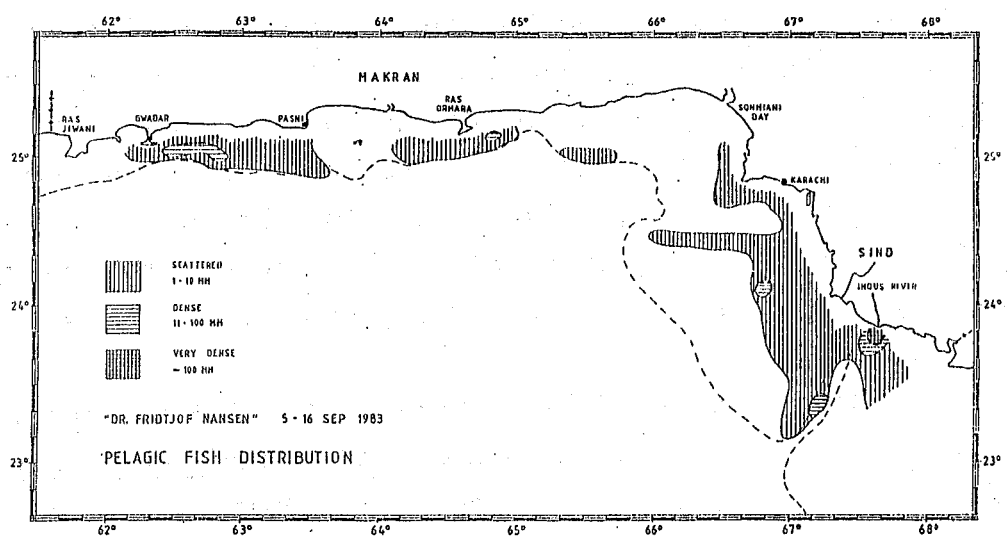 62° 63° 64° 65° 66° 67° 68°
MAKRAN
RAS JIWANI
GWADAR
PASNI
RAS ORMARA
SONMIANI
DAY
25° 25°
KARACHI
SIND
INDUS RIVER
SCATTERED
1 - 10 MM
24° 24°
DENSE
11 - 100 MM
VERY DENSE
~ 100 MM
"DR. FRIDTJOF NANSEN" 5 - 16 SEP 1983
PELAGIC FISH DISTRIBUTION
23° 23°
62° 63° 64° 65° 66° 67° 68°